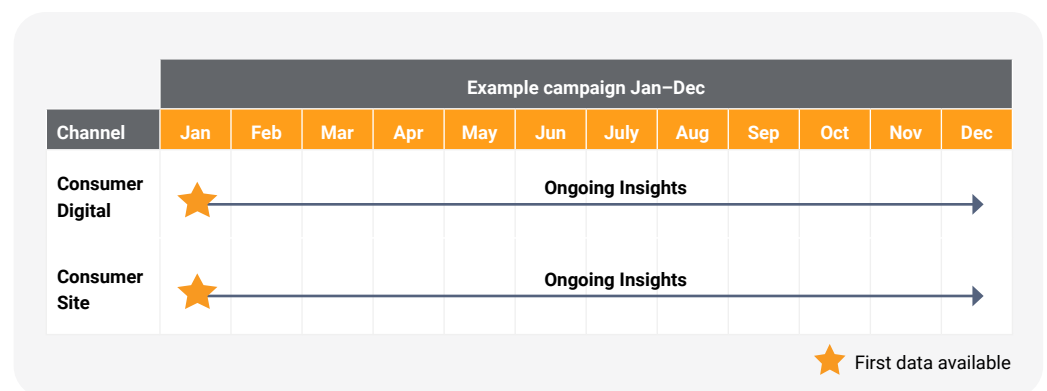 Example campaign Jan–Dec
Channel Jan Feb Mar Apr May Jun July Aug Sep Oct Nov Dec
Consumer
Digital
Ongoing Insights
Consumer
Site
Ongoing Insights
First data available